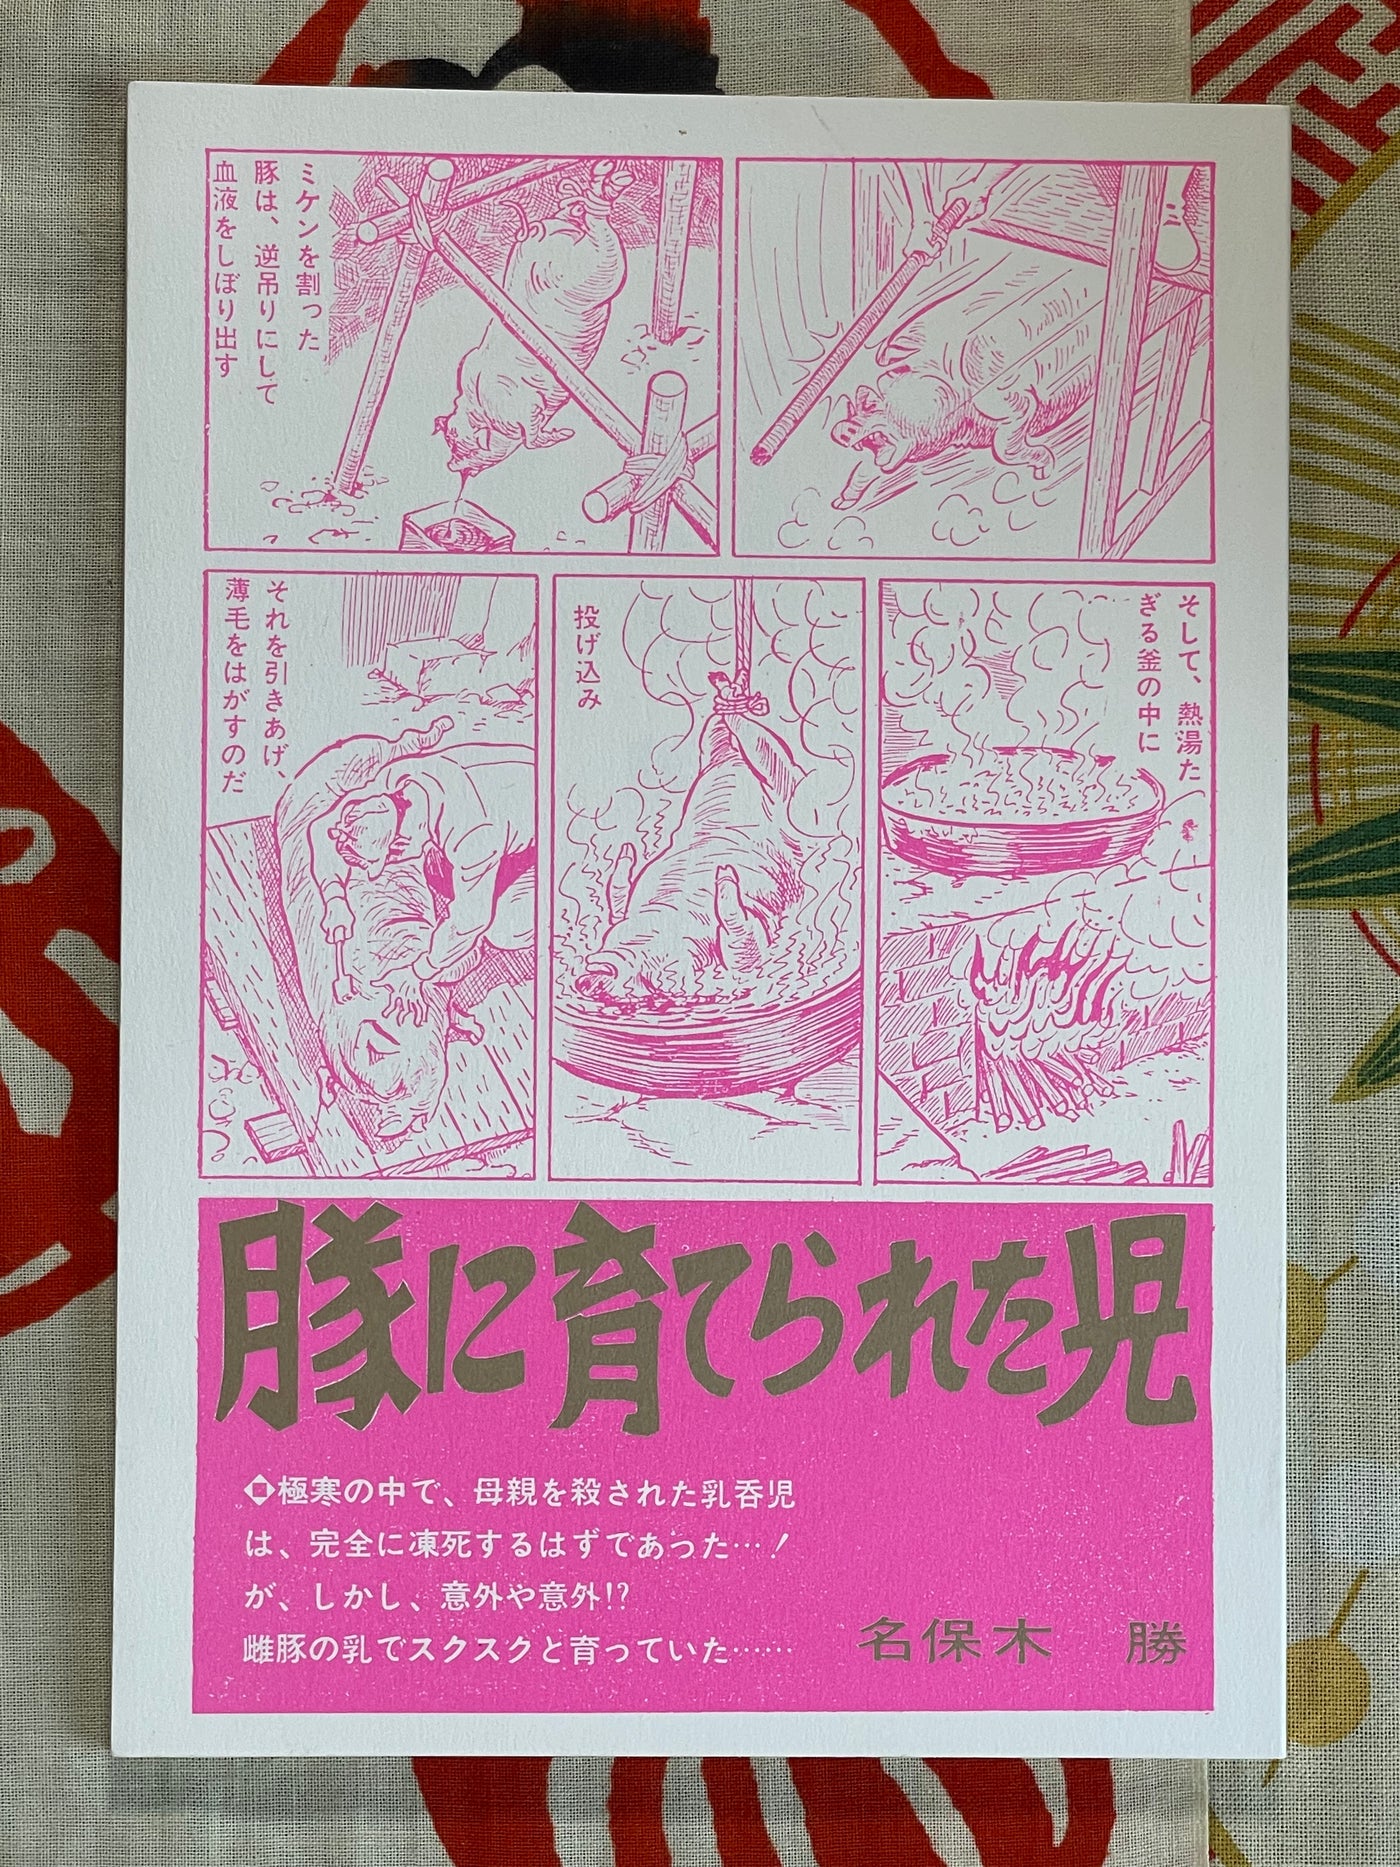 ミケンを割った
豚は、逆吊りにして
血液をしぼり出す
そして、熱湯た
ぎる釜の中に
投げ込み
それを引きあげ、
薄毛をはがすのだ
豚に育てられた児
◆極寒の中で、母親を殺された乳呑児
は、完全に凍死するはずであった…！
が、しかし、意外や意外!?
雌豚の乳でスクスクと育っていた……
名保木 勝